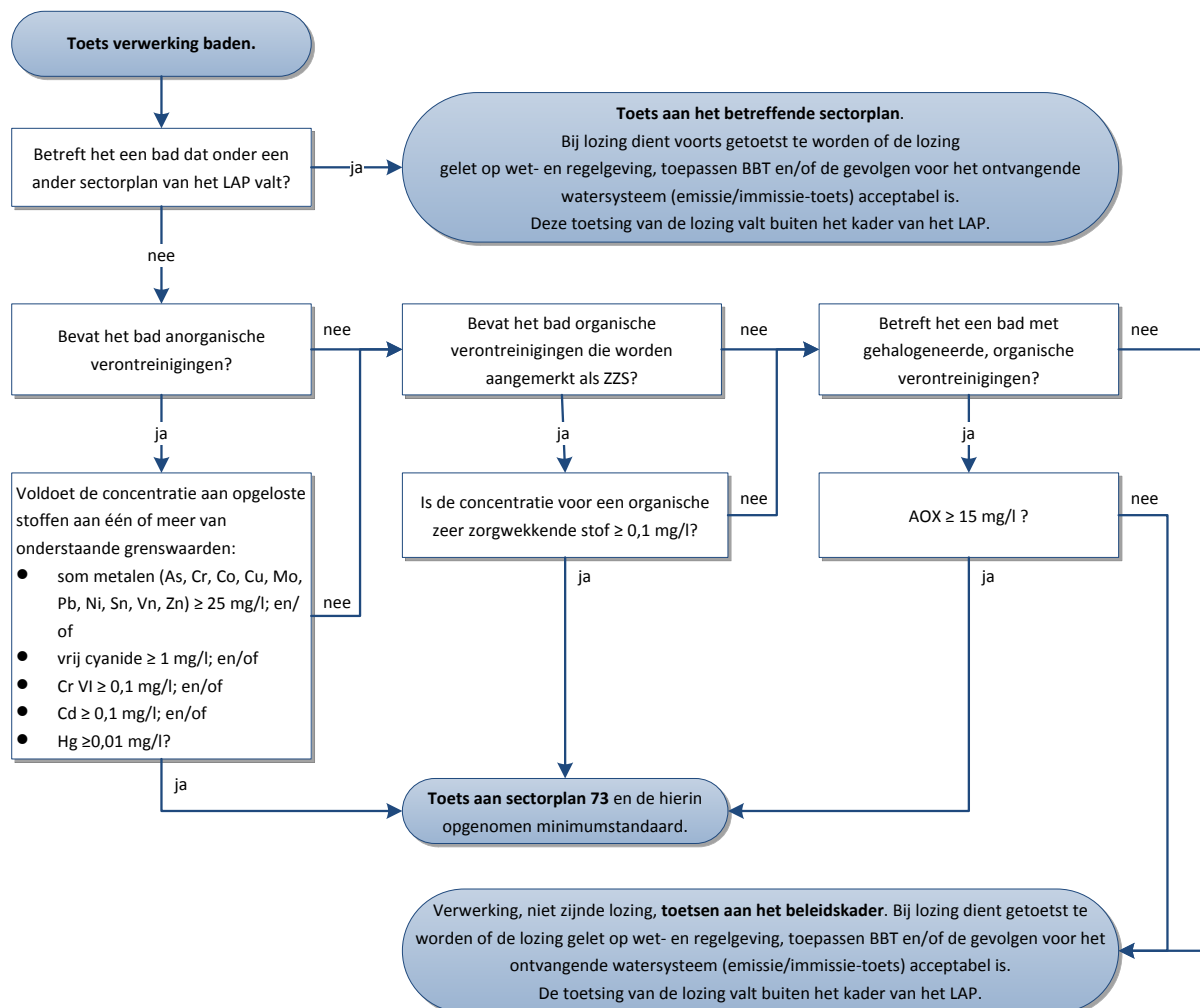 Toets verwerking baden.
Toets aan het betreffende sectorplan.
Bij lozing dient voorts getoetst te worden of de lozing
gelet op wet- en regelgeving, toepassen BBT en/of de gevolgen voor het ontvangende
watersysteem (emissie/immissie-toets) acceptabel is.
Deze toetsing van de lozing valt buiten het kader van het LAP.
Betreft het een bad dat onder een
ander sectorplan van het LAP valt?
ja
nee
Bevat het bad anorganische
verontreinigingen?
nee
Bevat het bad organische
verontreinigingen die worden
aangemerkt als ZZS?
nee
Betreft het een bad met
gehalogeneerde, organische
verontreinigingen?
nee
ja
ja
ja
Voldoet de concentratie aan opgeloste
stoffen aan één of meer van
onderstaande grenswaarden:
● som metalen (As, Cr, Co, Cu, Mo,
Pb, Ni, Sn, Vn, Zn) ≥ 25 mg/l; en/
of
● vrij cyanide ≥ 1 mg/l; en/of
● Cr VI ≥ 0,1 mg/l; en/of
● Cd ≥ 0,1 mg/l; en/of
● Hg ≥0,01 mg/l?
nee
Is de concentratie voor een organische
zeer zorgwekkende stof ≥ 0,1 mg/l?
nee
AOX ≥ 15 mg/l ?
nee
ja
ja
ja
Toets aan sectorplan 73 en de hierin
opgenomen minimumstandaard.
Verwerking, niet zijnde lozing, toetsen aan het beleidskader. Bij lozing dient getoetst te
worden of de lozing gelet op wet- en regelgeving, toepassen BBT en/of de gevolgen voor het
ontvangende watersysteem (emissie/immissie-toets) acceptabel is.
De toetsing van de lozing valt buiten het kader van het LAP.